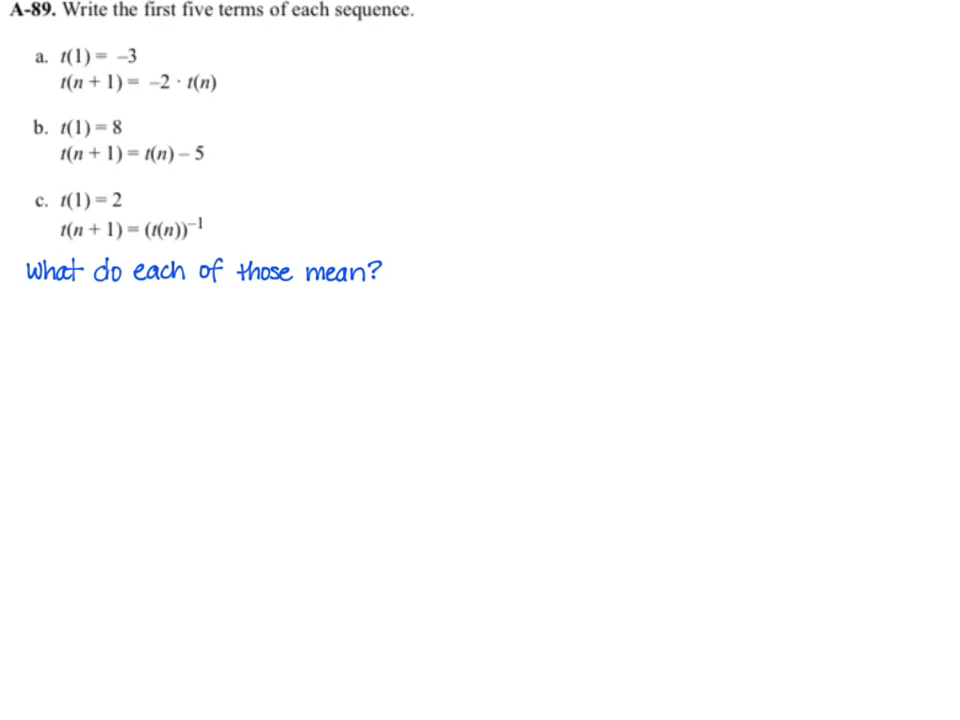 A-89. Write the first five terms of each sequence.
a. t(1) = –3
t(n + 1) = –2 · t(n)
b. t(1) = 8
t(n + 1) = t(n) – 5
c. t(1) = 2
t(n + 1) = (t(n))⁻¹
What do each of those mean?